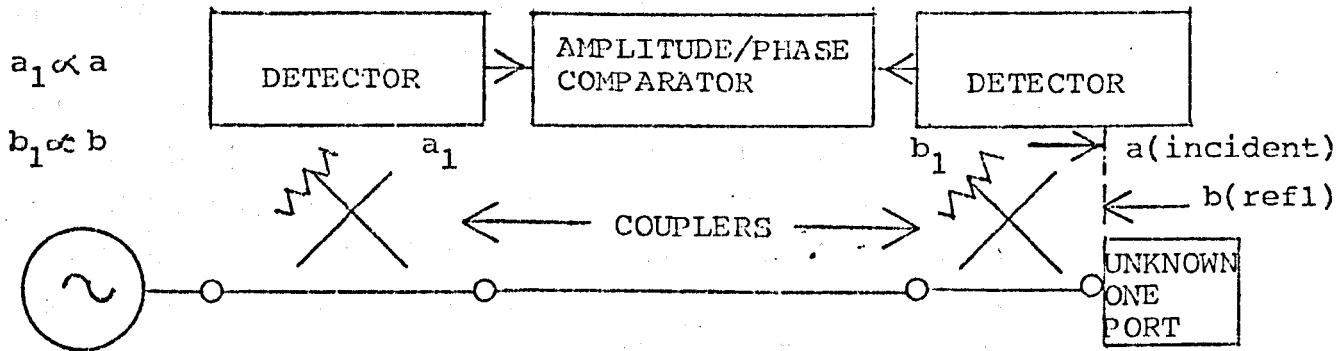 a₁ ∝ a
b₁ ∝ b
DETECTOR
AMPLITUDE/PHASE
COMPARATOR
DETECTOR
a₁
b₁
a(incident)
b(refl)
COUPLERS
UNKNOWN
ONE
PORT